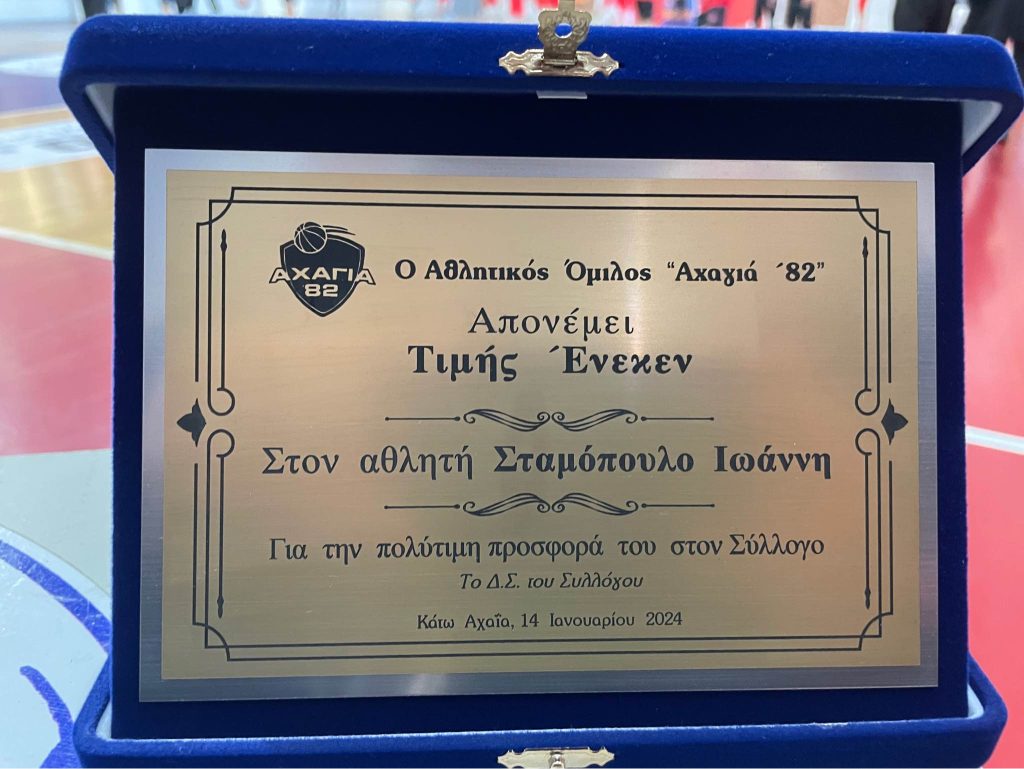 ΑΧΑΓΙΑ
82
Ο Αθλητικός Όμιλος “Αχαγιά ΄82”
Απονέμει
Τιμής Ένεκεν
Στον αθλητή Σταμόπουλο Ιωάννη
Για την πολύτιμη προσφορά του στον Σύλλογο
Το Δ.Σ. του Συλλόγου
Κάτω Αχαΐα, 14 Ιανουαρίου 2024